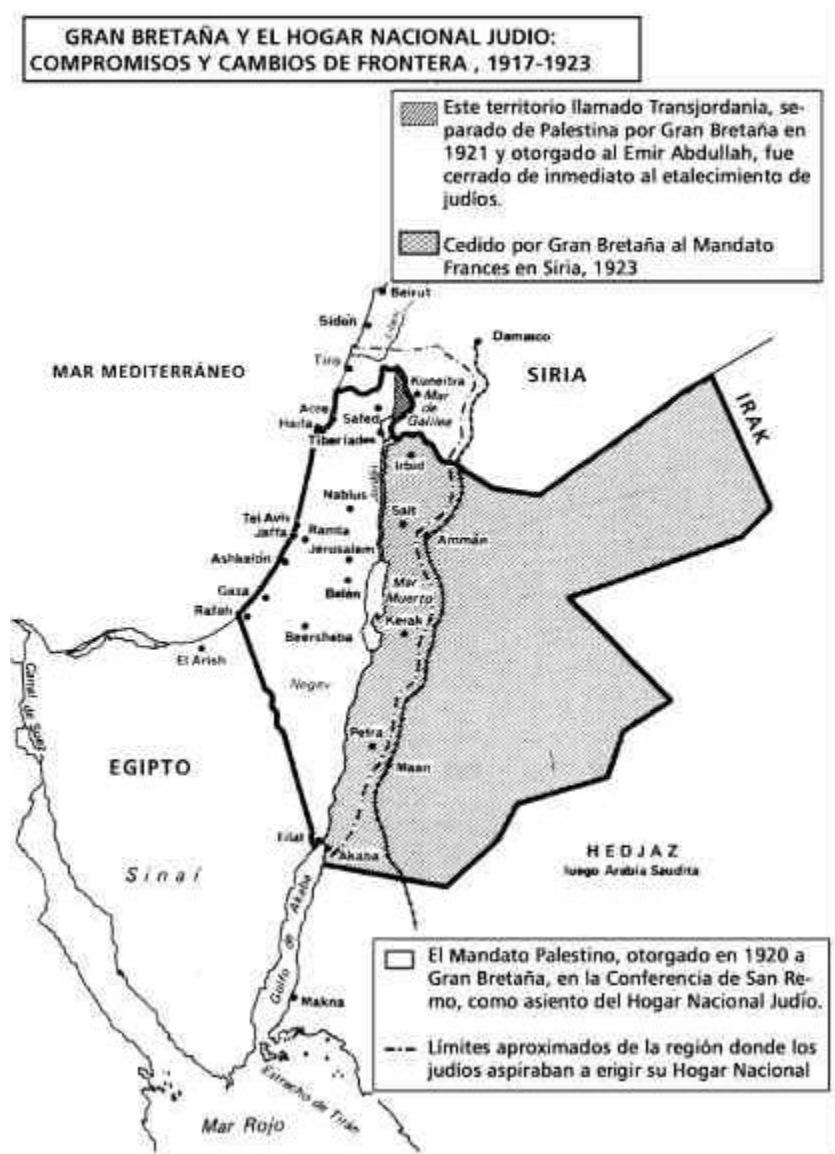 GRAN BRETAÑA Y EL HOGAR NACIONAL JUDIO:
COMPROMISOS Y CAMBIOS DE FRONTERA , 1917-1923
Este territorio llamado Transjordania, se-
parado de Palestina por Gran Bretaña en
1921 y otorgado al Emir Abdullah, fue
cerrado de inmediato al etalecimiento de
judíos.
Cedido por Gran Bretaña al Mandato
Frances en Siria, 1923
Beirut
Sidón
Damasco
Tiro
MAR MEDITERRÁNEO
SIRIA
Kuneitra
Mar
de
Galilea
Acre
Safed
Haifa
Tiberiades
IRAK
Irbid
Nablus
Salt
Tel Aviv
Jaffa
Ramla
Ammán
Jerusalem
Ashkelón
Belén
Mar
Muerto
Gaza
Rafah
Kerak
Beersheba
El Arish
Negev
Canal de Suez
Petra
EGIPTO
Maan
Eilat
Akaba
HEDJAZ
luego Arabia Saudita
Sinaí
Golfo de Akaba
El Mandato Palestino, otorgado en 1920 a
Gran Bretaña, en la Conferencia de San Re-
mo, como asiento del Hogar Nacional Judío.
Makna
Límites aproximados de la región donde los
judíos aspiraban a erigir su Hogar Nacional
Estrecho de Tirán
Mar Rojo